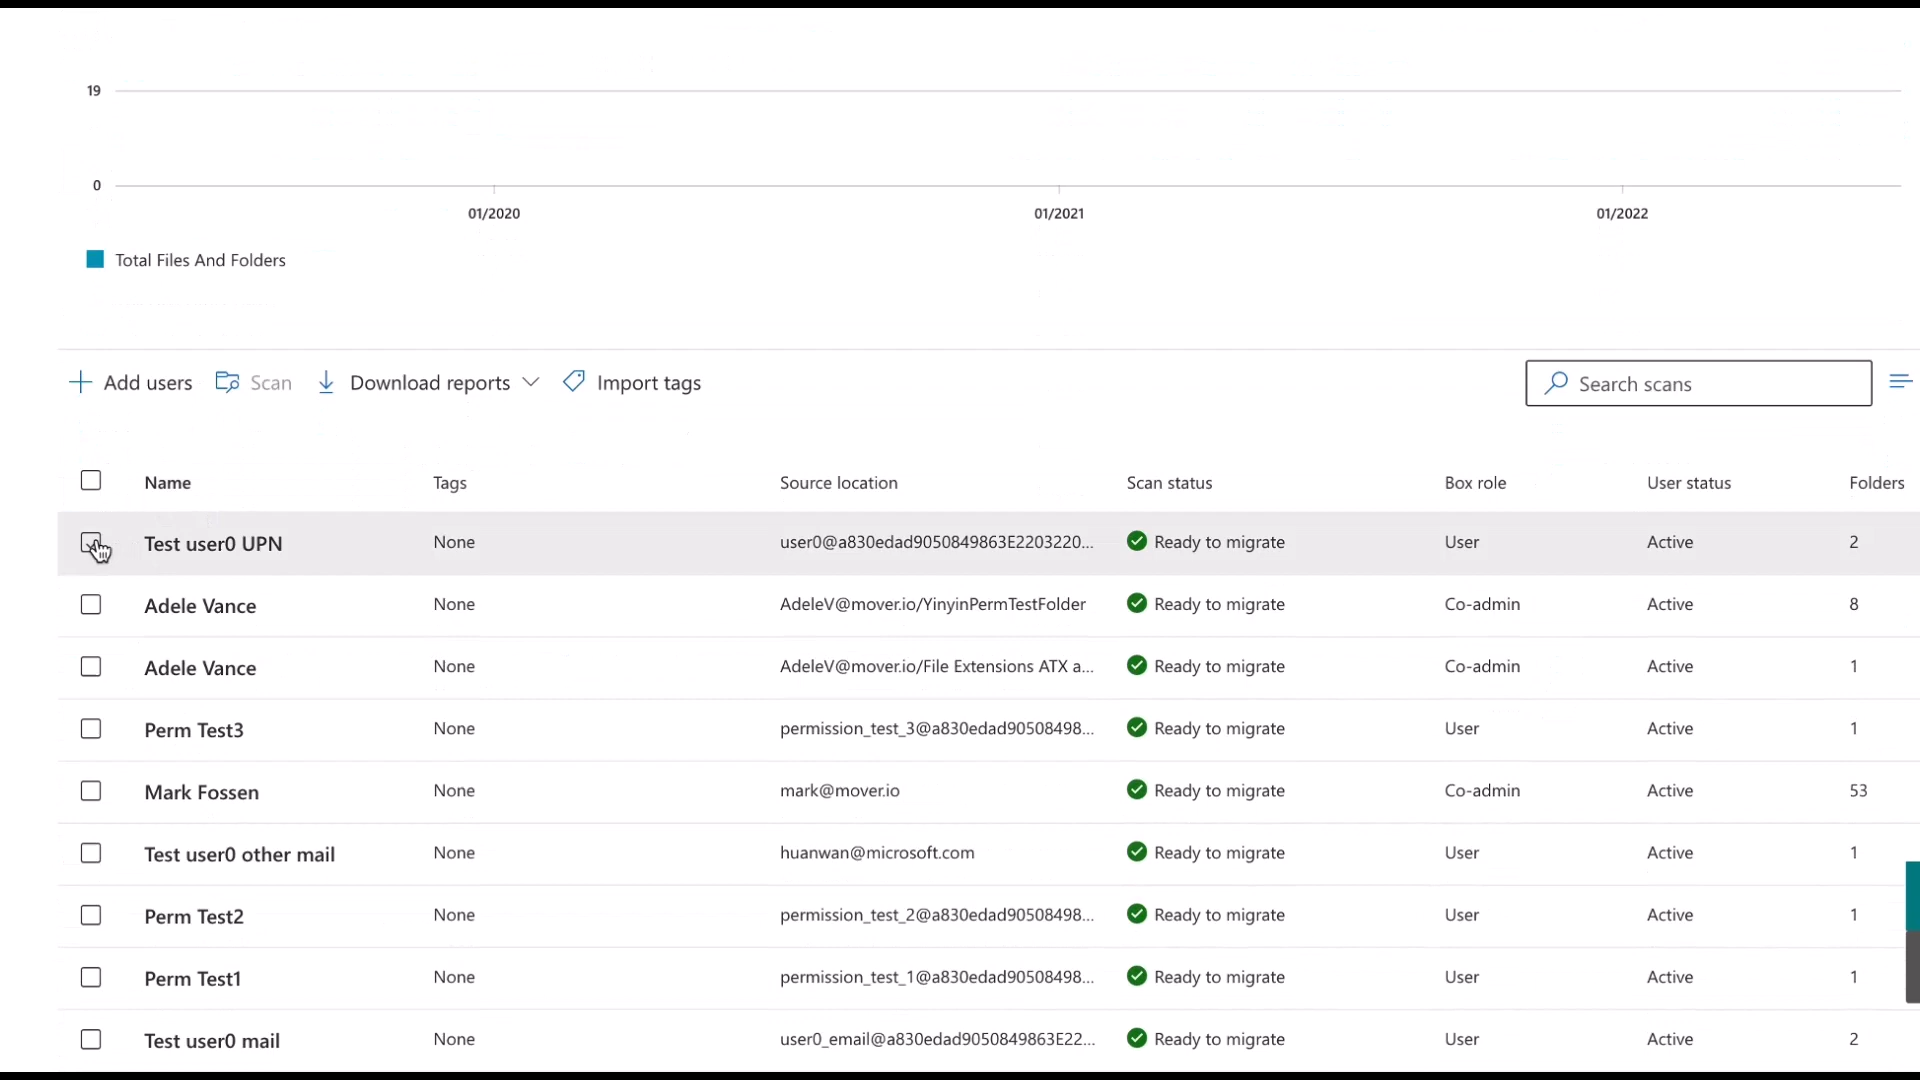 19
0
01/2020 01/2021 01/2022
Total Files And Folders
Add users Scan Download reports Import tags Search scans
Name Tags Source location Scan status Box role User status Folders
Test user0 UPN None user0@a830edad9050849863E2203220... Ready to migrate User Active 2
Adele Vance None AdeleV@mover.io/YinyinPermTestFolder Ready to migrate Co-admin Active 8
Adele Vance None AdeleV@mover.io/File Extensions ATX a... Ready to migrate Co-admin Active 1
Perm Test3 None permission_test_3@a830edad90508498... Ready to migrate User Active 1
Mark Fossen None mark@mover.io Ready to migrate Co-admin Active 53
Test user0 other mail None huanwan@microsoft.com Ready to migrate User Active 1
Perm Test2 None permission_test_2@a830edad90508498... Ready to migrate User Active 1
Perm Test1 None permission_test_1@a830edad90508498... Ready to migrate User Active 1
Test user0 mail None user0_email@a830edad9050849863E22... Ready to migrate User Active 2